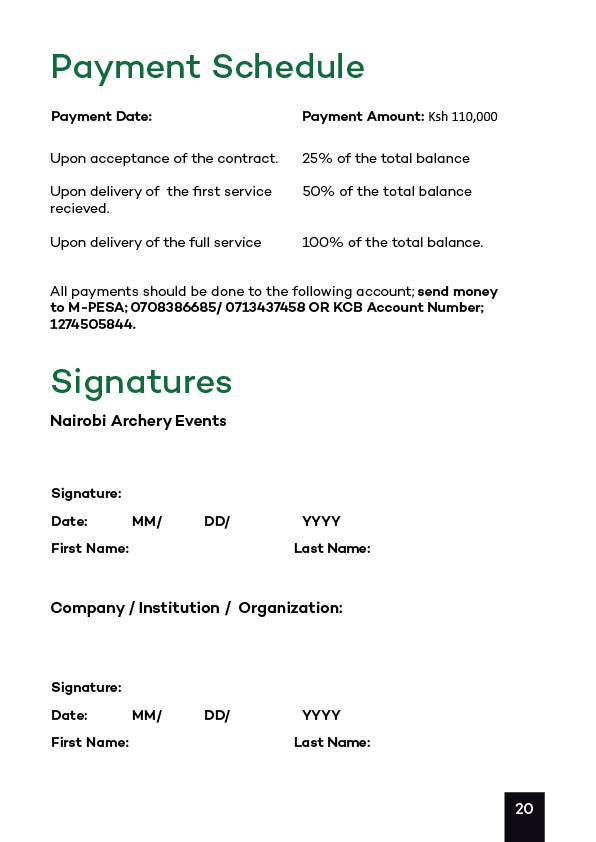 Payment Schedule
Payment Date: Payment Amount: Ksh 110,000
Upon acceptance of the contract. 25% of the total balance
Upon delivery of the first service 50% of the total balance
recieved.
Upon delivery of the full service 100% of the total balance.
All payments should be done to the following account; send money
to M-PESA; 0708386685/ 0713437458 OR KCB Account Number;
1274505844.
Signatures
Nairobi Archery Events
Signature:
Date: MM/ DD/ YYYY
First Name: Last Name:
Company / Institution / Organization:
Signature:
Date: MM/ DD/ YYYY
First Name: Last Name:
20